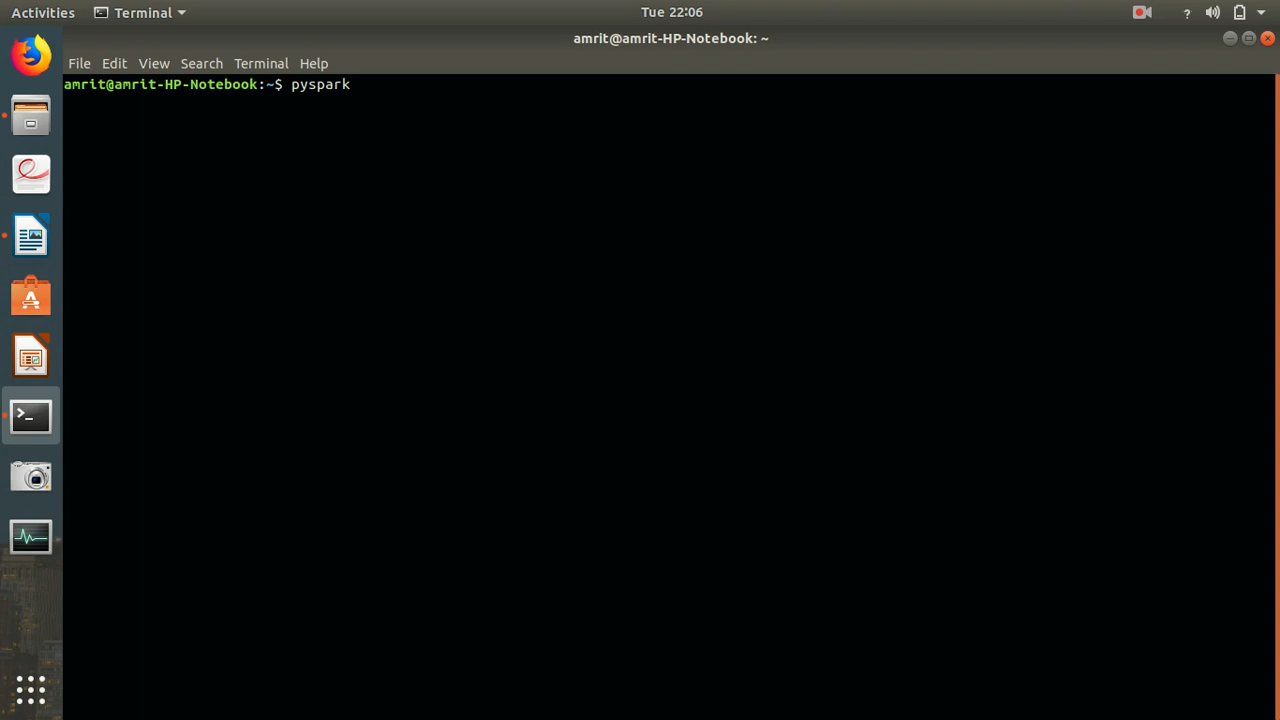 Activities Terminal Tue 22:06 ?
amrit@amrit-HP-Notebook: ~
File Edit View Search Terminal Help
amrit@amrit-HP-Notebook:~$ pyspark